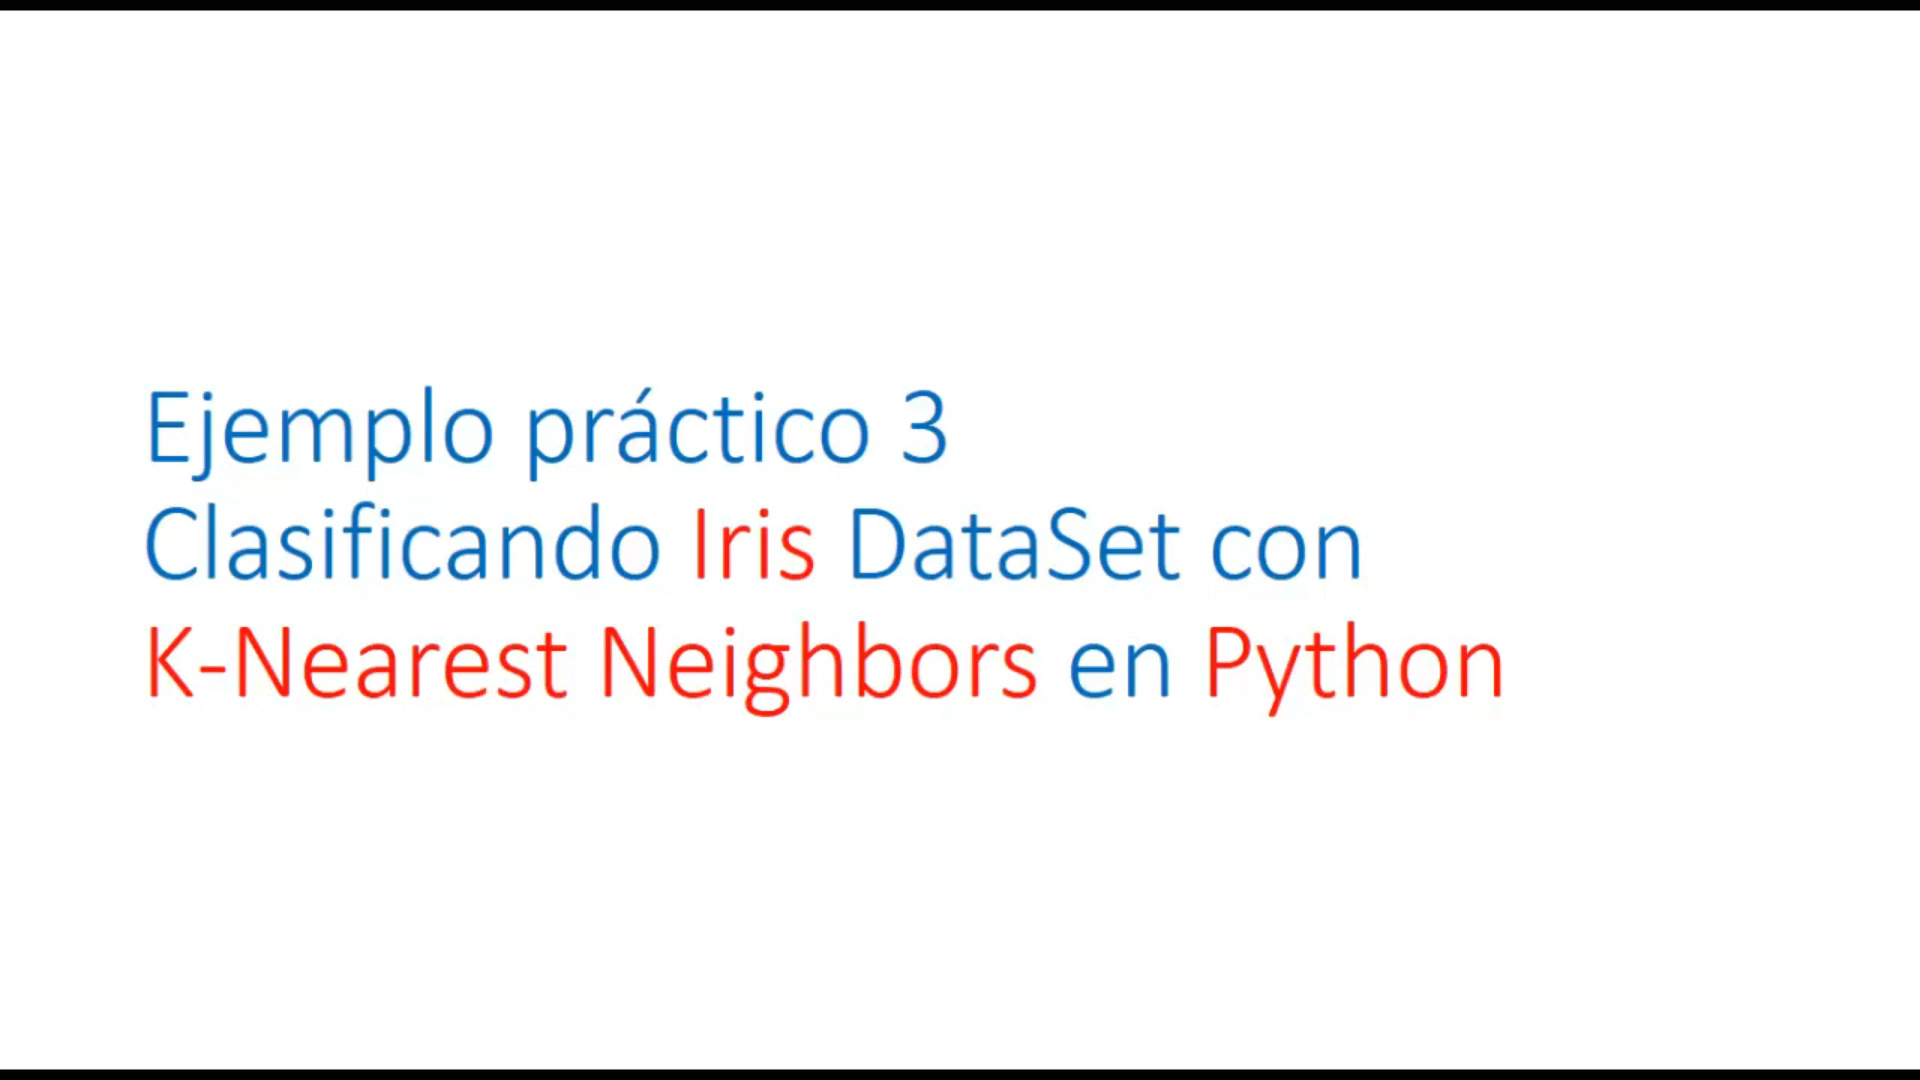 Ejemplo práctico 3
Clasificando Iris DataSet con
K-Nearest Neighbors en Python